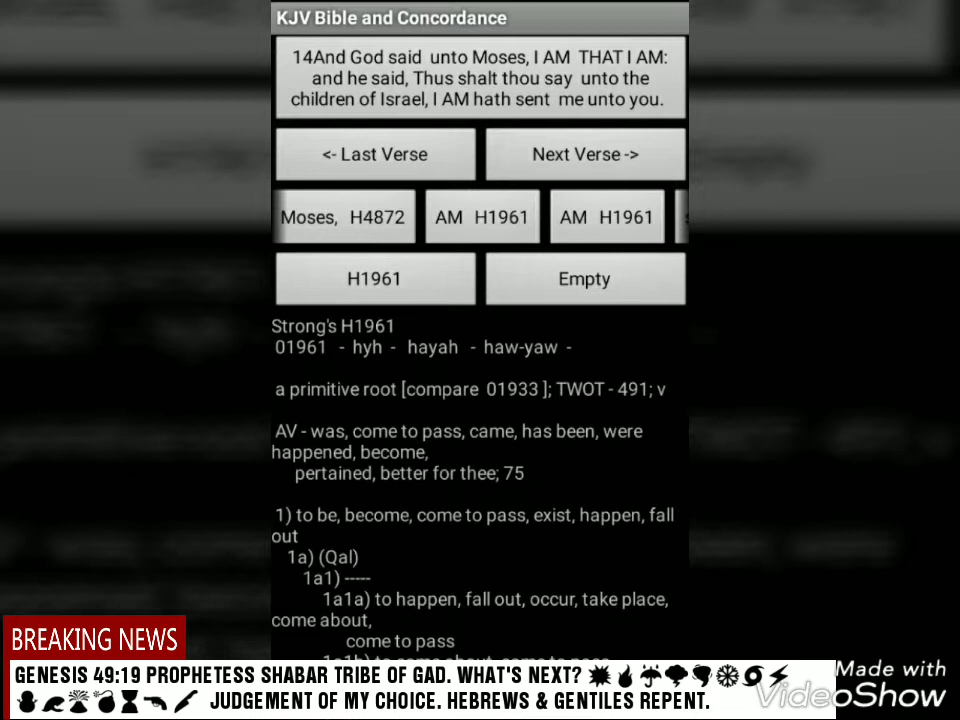 KJV Bible and Concordance
14And God said unto Moses, I AM THAT I AM:
and he said, Thus shalt thou say unto the
children of Israel, I AM hath sent me unto you.
<- Last Verse Next Verse ->
Moses, H4872 AM H1961 AM H1961
H1961 Empty
Strong's H1961
01961 - hyh - hayah - haw-yaw -
a primitive root [compare 01933 ]; TWOT - 491; v
AV - was, come to pass, came, has been, were
happened, become,
pertained, better for thee; 75
1) to be, become, come to pass, exist, happen, fall
out
1a) (Qal)
1a1) -----
1a1a) to happen, fall out, occur, take place,
come about,
come to pass
BREAKING NEWS
GENESIS 49:19 PROPHETESS SHABAR TRIBE OF GAD. WHAT'S NEXT?
JUDGEMENT OF MY CHOICE. HEBREWS & GENTILES REPENT.
Made with
VideoShow